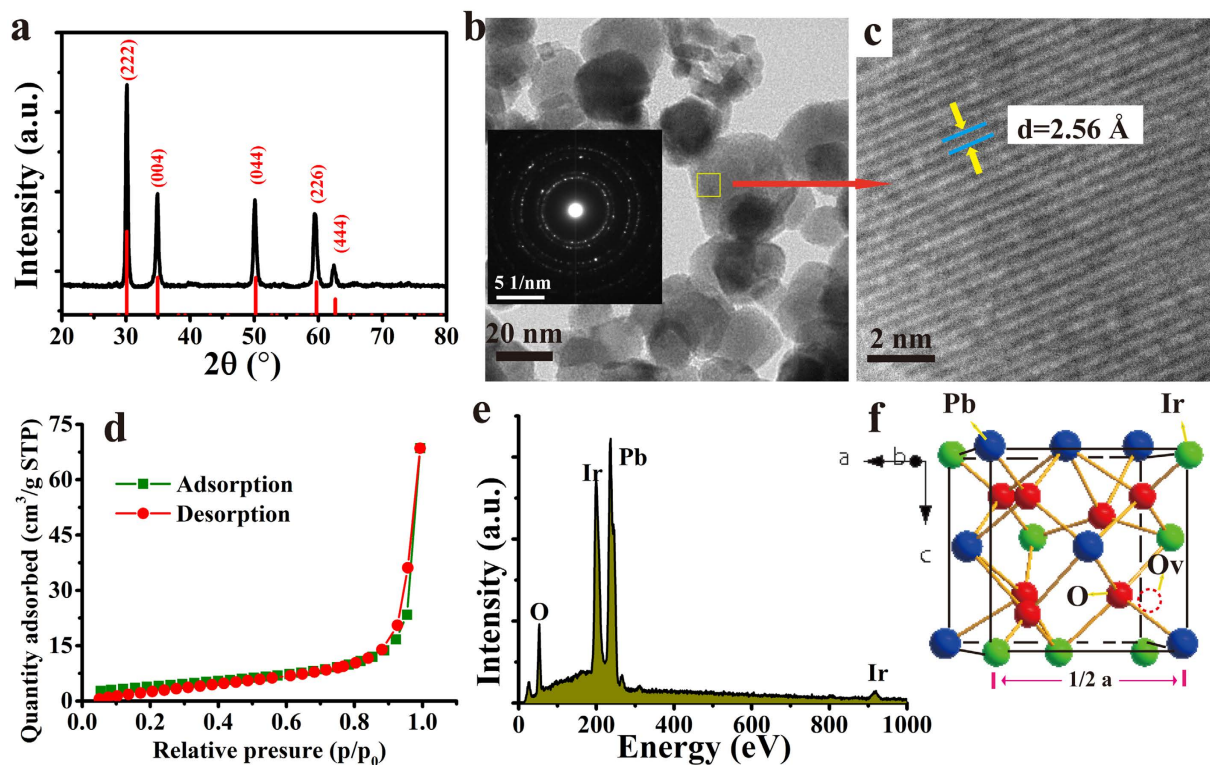 a
Intensity (a.u.)
(222)
(004)
(044)
(226)
(444)
20 30 40 50 60 70 80
2θ (°)
b
5 1/nm
20 nm
c
d=2.56 Å
2 nm
d
Quantity adsorbed (cm³/g STP)
75
60
45
30
15
0
Adsorption
Desorption
0.0 0.2 0.4 0.6 0.8 1.0
Relative presure (p/p₀)
e
Intensity (a.u.)
O
Ir
Pb
Ir
0 200 400 600 800 1000
Energy (eV)
f
Pb
Ir
a
b
c
Ov
O
1/2 a